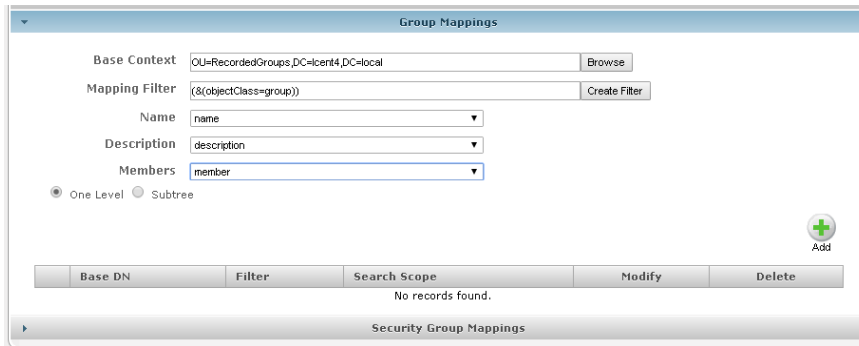 Group Mappings
Base Context OU=RecordedGroups,DC=lcent4,DC=local Browse
Mapping Filter (&(objectClass=group)) Create Filter
Name name
Description description
Members member
One Level Subtree
Add
Base DN Filter Search Scope Modify Delete
No records found.
Security Group Mappings